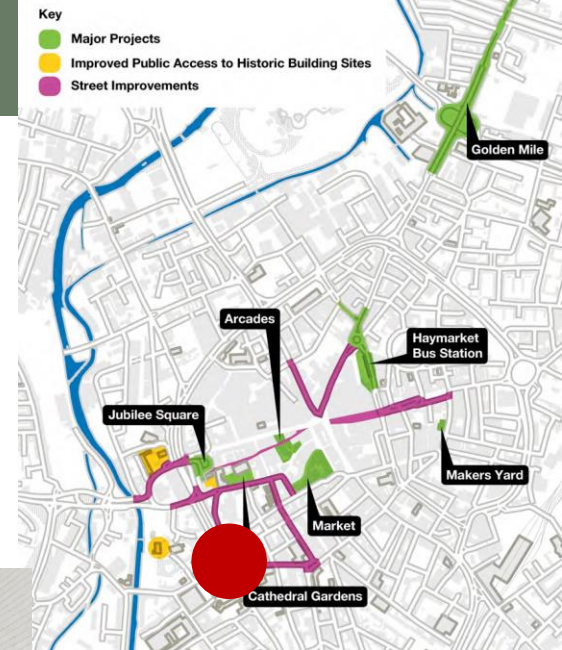 Key
Major Projects
Improved Public Access to Historic Building Sites
Street Improvements
Golden Mile
Arcades
Haymarket
Bus Station
Jubilee Square
Makers Yard
Market
Cathedral Gardens